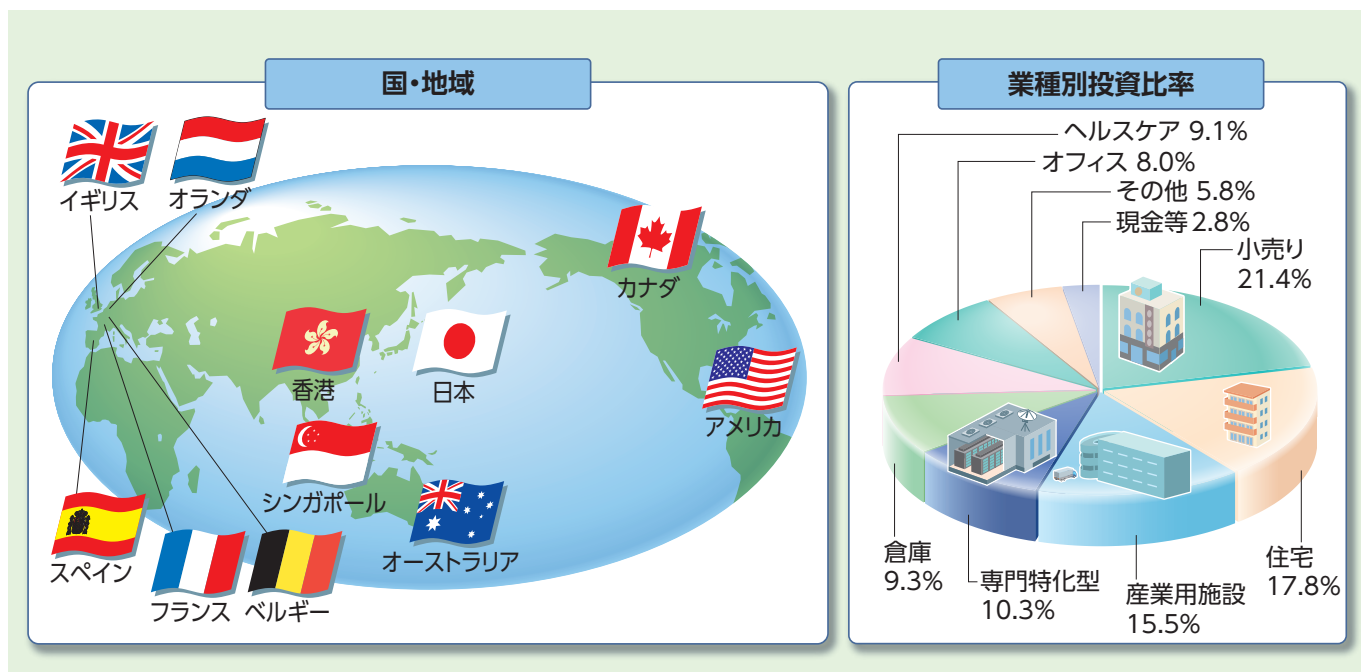 国・地域
イギリス
オランダ
カナダ
香港
日本
アメリカ
シンガポール
オーストラリア
スペイン
フランス
ベルギー
業種別投資比率
ヘルスケア 9.1%
オフィス 8.0%
その他 5.8%
現金等 2.8%
小売り
21.4%
住宅
17.8%
産業用施設
15.5%
専門特化型
10.3%
倉庫
9.3%